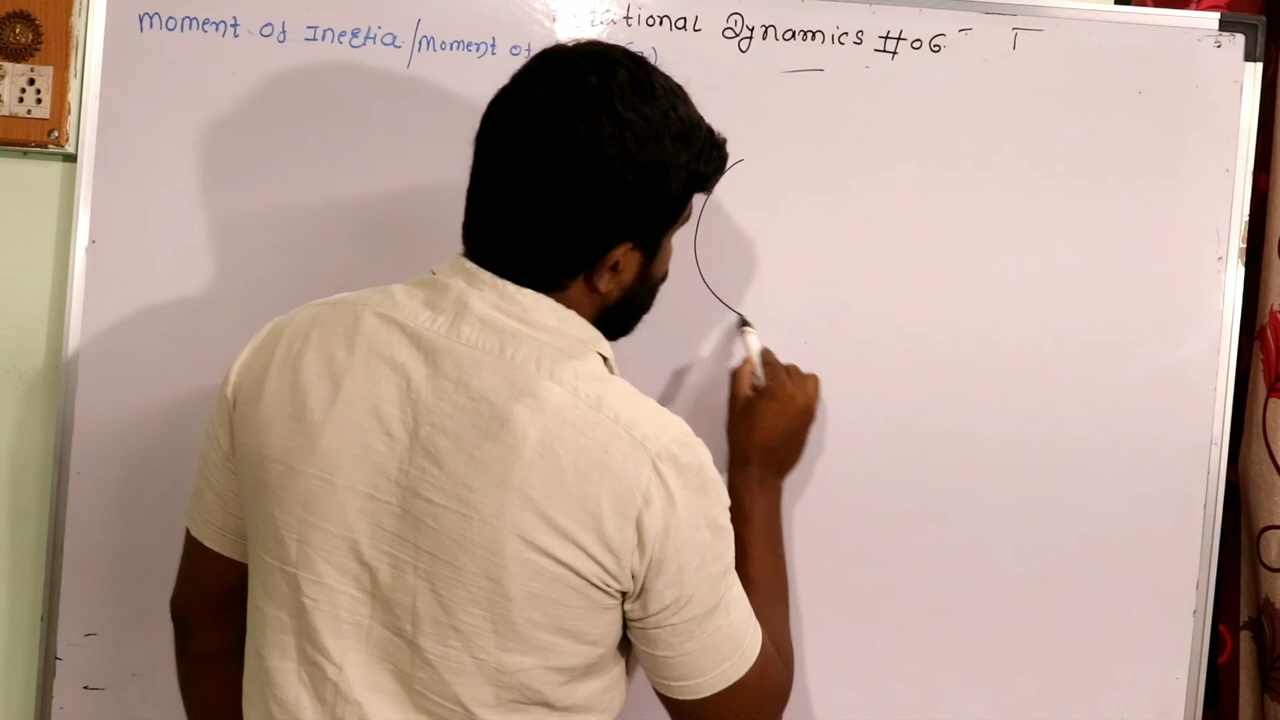 Moment of Inertia/Moment of
tational Dynamics #06